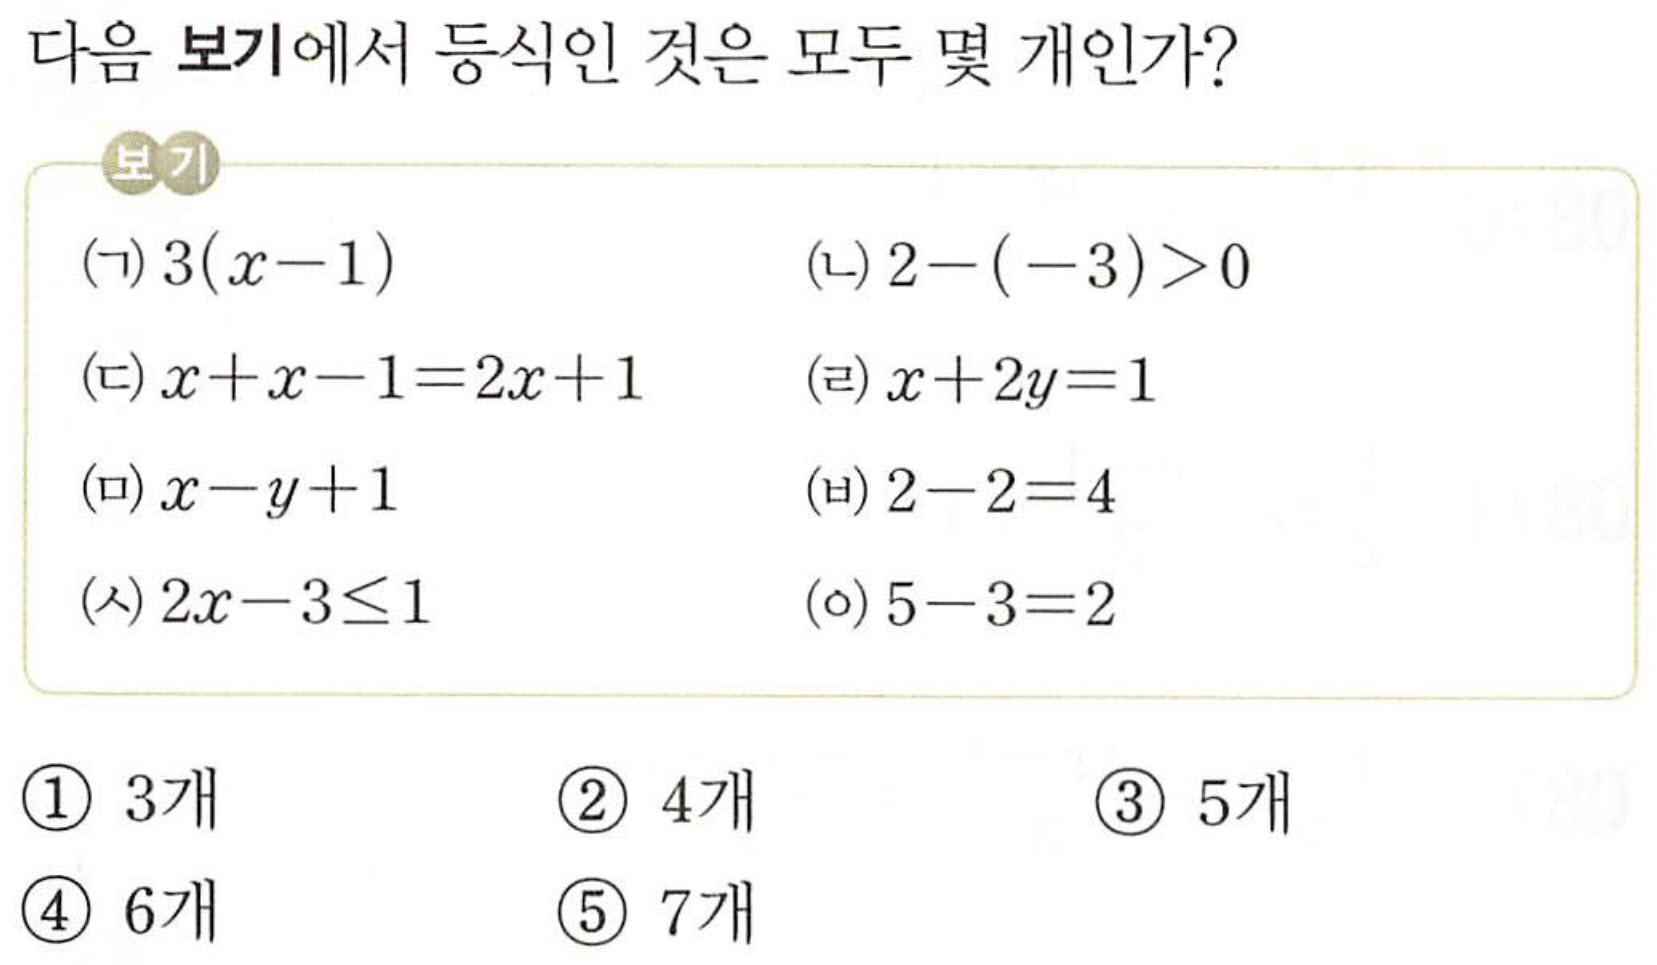 다음 보기에서 등식인 것은 모두 몇 개인가?
보기
(ㄱ) 3(x-1) (ㄴ) 2-(-3)>0
(ㄷ) x+x-1=2x+1 (ㄹ) x+2y=1
(ㅁ) x-y+1 (ㅂ) 2-2=4
(ㅅ) 2x-3≤1 (ㅇ) 5-3=2
① 3개 ② 4개 ③ 5개
④ 6개 ⑤ 7개